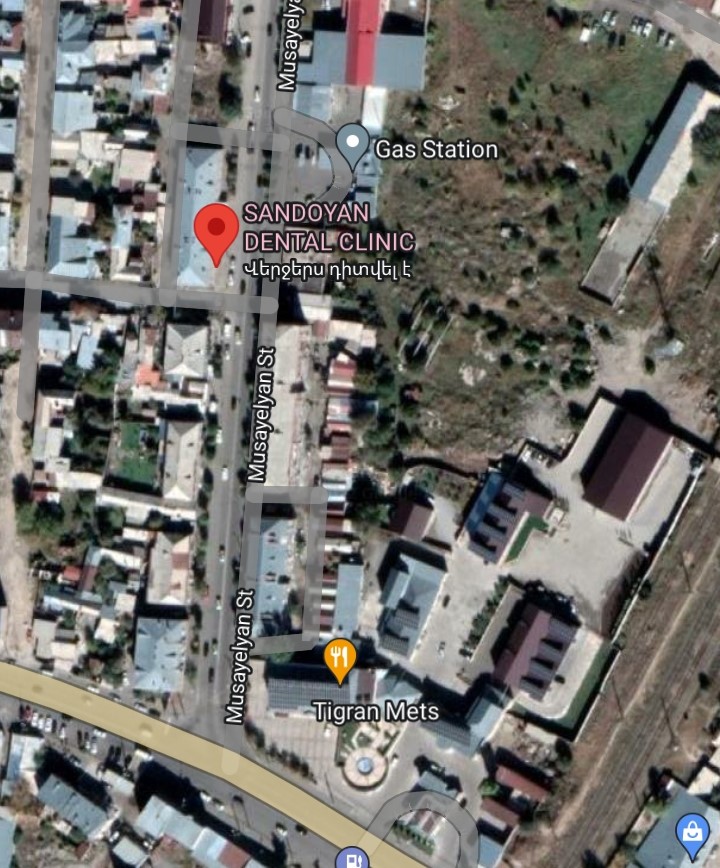 Musayelya
Gas Station
SANDOYAN
DENTAL CLINIC
Վերջերս դիտվել է
Musayelyan St
Musayelyan St
Tigran Mets